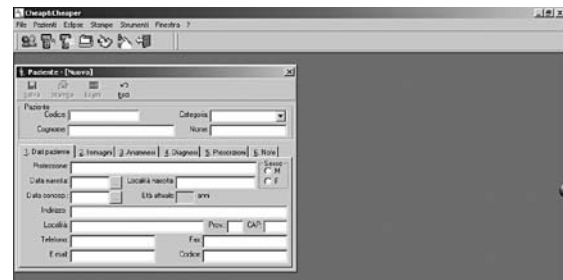 Cheap&Cheaper
File Pazienti Eclipse Stampe Strumenti Finestra ?
Paziente - [Nuovo]
Salva Stampa Esami Esci
Paziente
Codice: Categoria:
Cognome: Nome:
1. Dati paziente 2. Immagini 3. Anamnesi 4. Diagnosi 5. Prescrizioni 6. Note
Professione: Sesso
M
Data nascita: Località nascita: F
Data concep.: Età attuale: anni
Indirizzo:
Località: Prov.: CAP:
Telefono: Fax:
E-mail: Codice: